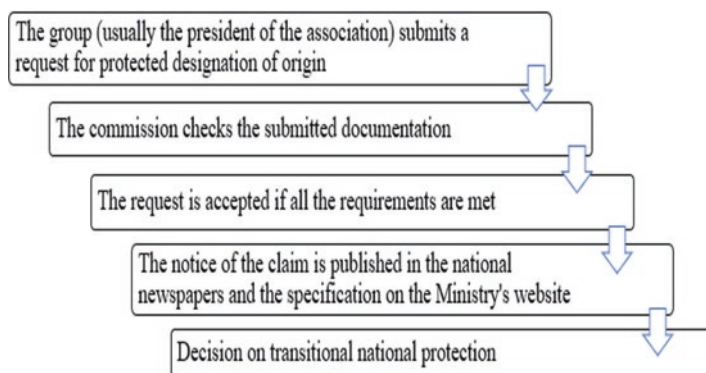 The group (usually the president of the association) submits a
request for protected designation of origin
The commission checks the submitted documentation
The request is accepted if all the requirements are met
The notice of the claim is published in the national
newspapers and the specification on the Ministry's website
Decision on transitional national protection